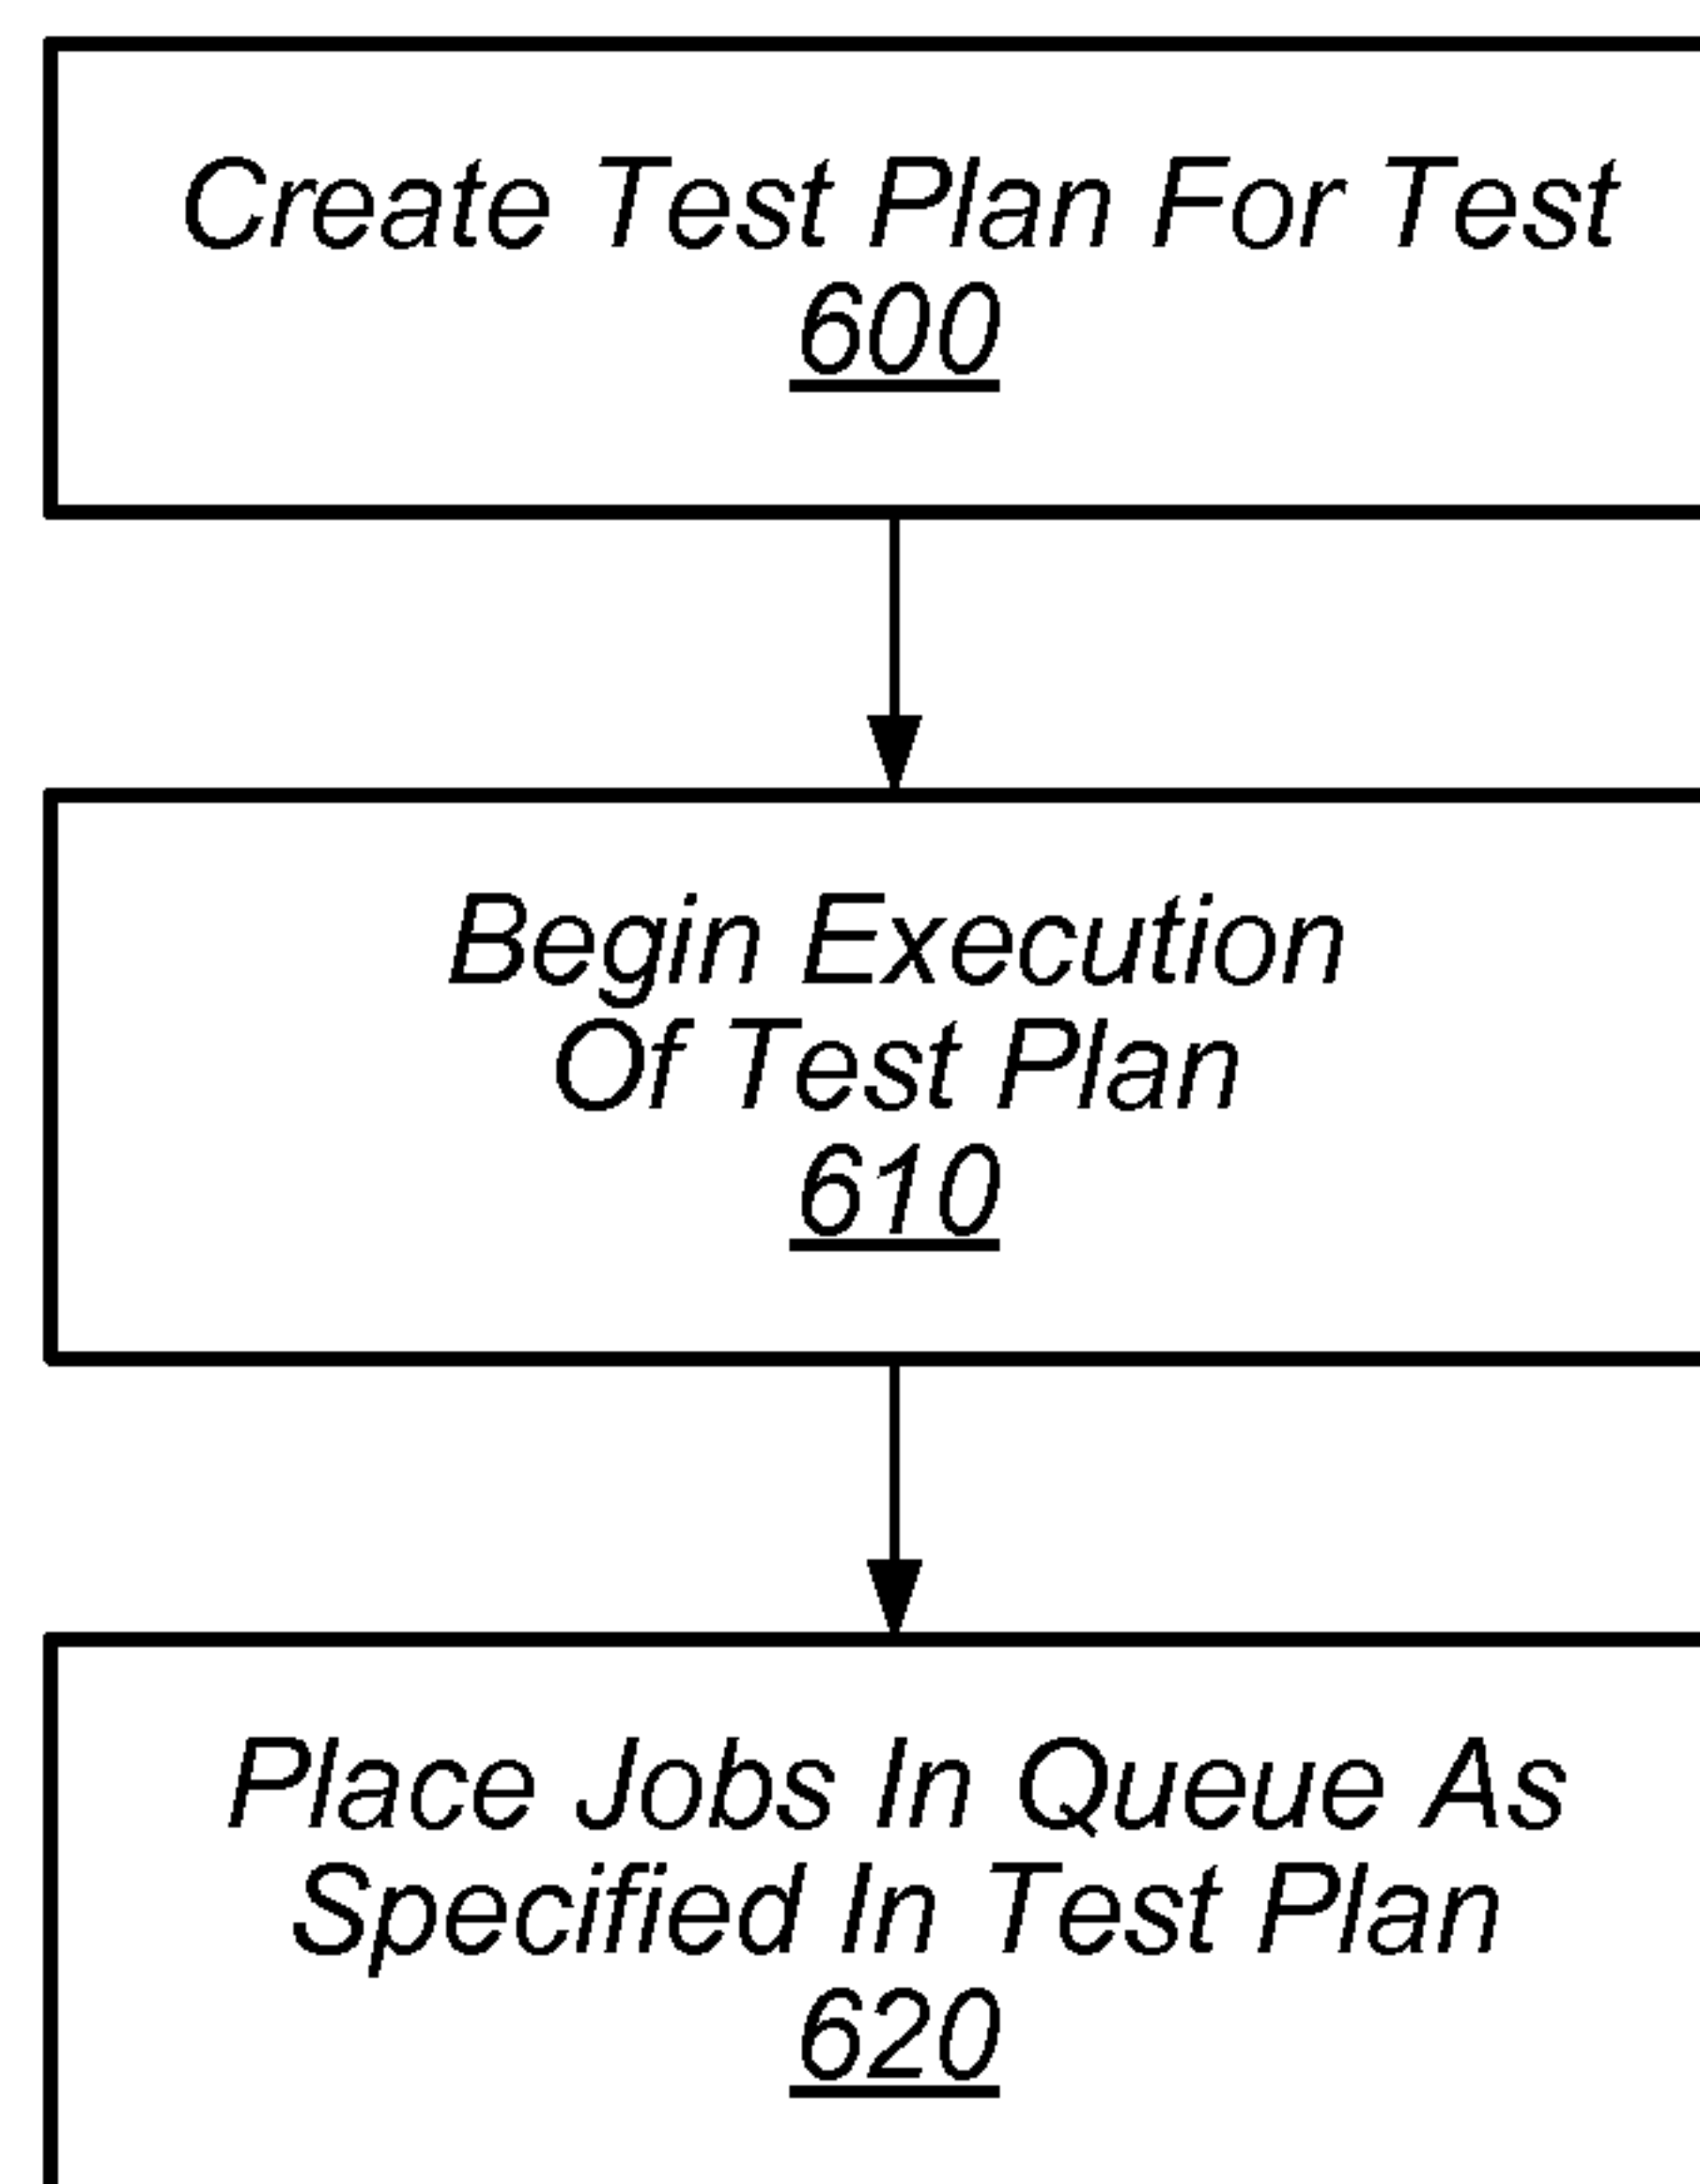 Create Test Plan For Test
600
Begin Execution
Of Test Plan
610
Place Jobs In Queue As
Specified In Test Plan
620